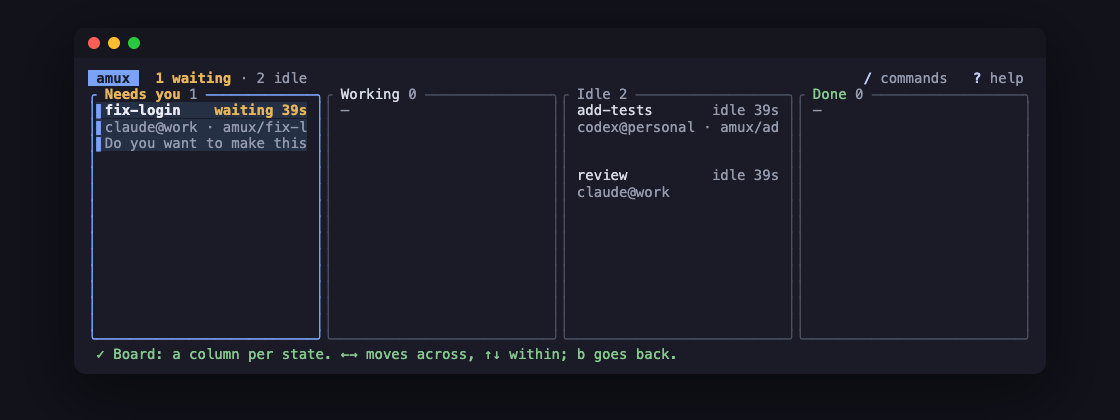 amux 1 waiting · 2 idle / commands ? help
Needs you 1
fix-login waiting 39s
claude@work · amux/fix-l
Do you want to make this
Working 0
—
Idle 2
add-tests idle 39s
codex@personal · amux/ad
review idle 39s
claude@work
Done 0
—
✓ Board: a column per state. ←→ moves across, ↑↓ within; b goes back.